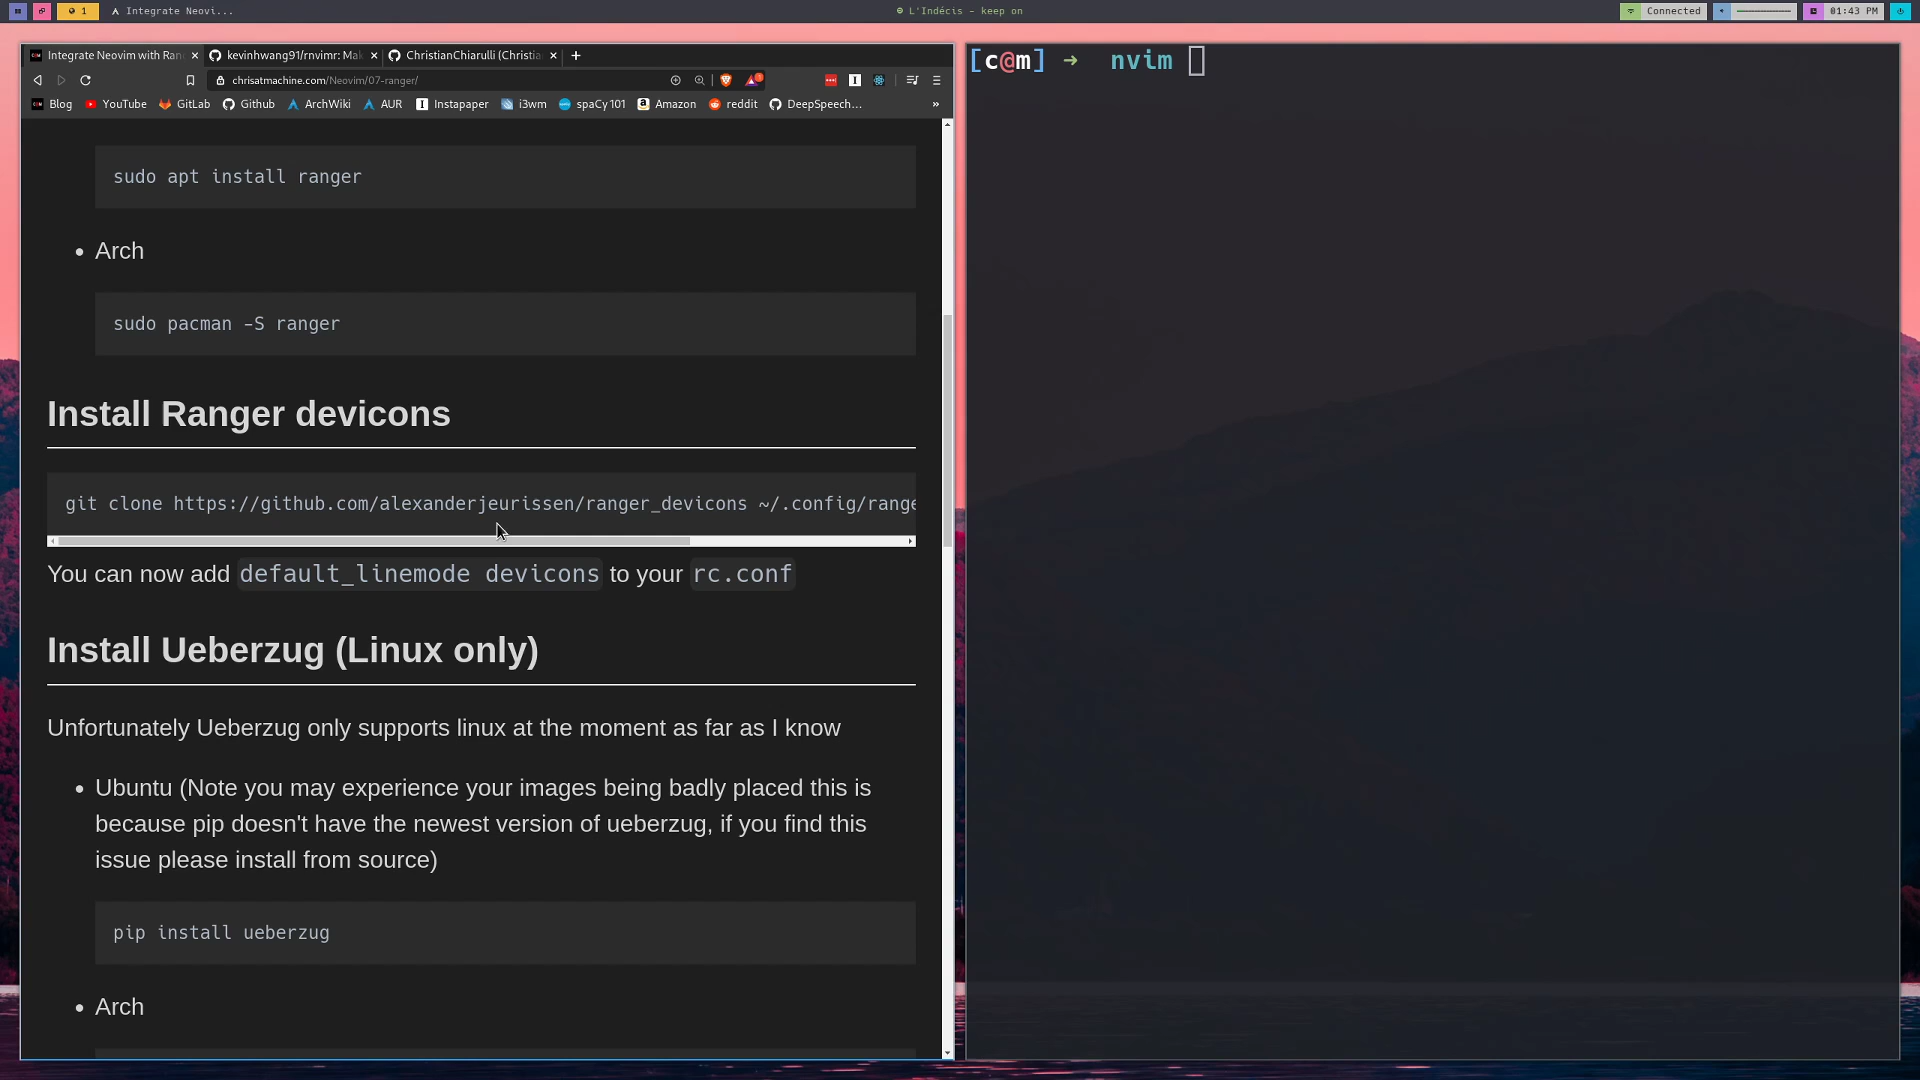 1
Integrate Neovi...
L'Indécis - keep on
Connected
01:43 PM
Integrate Neovim with Ran
kevinhwang91/rnvimr: Mak
ChristianChiarulli (Christia
chrisatmachine.com/Neovim/07-ranger/
Blog
YouTube
GitLab
Github
ArchWiki
AUR
Instapaper
i3wm
spaCy101
Amazon
reddit
DeepSpeech...
»
sudo apt install ranger
• Arch
sudo pacman -S ranger
Install Ranger devicons
git clone https://github.com/alexanderjeurissen/ranger_devicons ~/.config/range
You can now add default_linemode devicons to your rc.conf
Install Ueberzug (Linux only)
Unfortunately Ueberzug only supports linux at the moment as far as I know
• Ubuntu (Note you may experience your images being badly placed this is
because pip doesn't have the newest version of ueberzug, if you find this
issue please install from source)
pip install ueberzug
• Arch
[c@m] → nvim